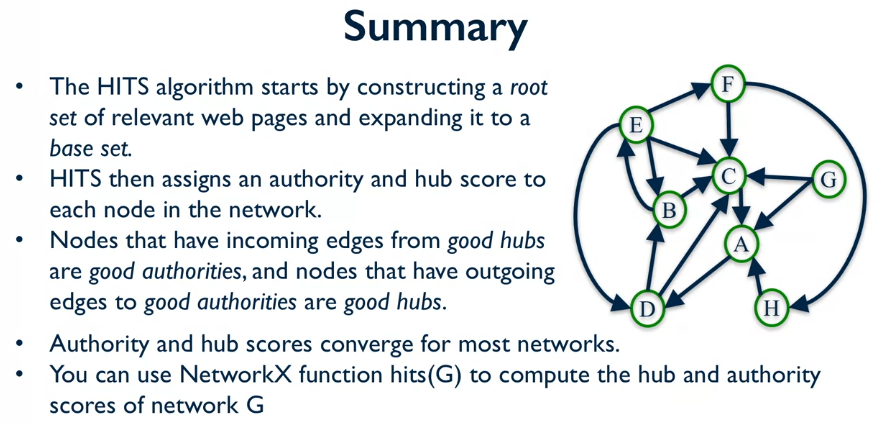 Summary
• The HITS algorithm starts by constructing a root
set of relevant web pages and expanding it to a
base set.
• HITS then assigns an authority and hub score to
each node in the network.
• Nodes that have incoming edges from good hubs
are good authorities, and nodes that have outgoing
edges to good authorities are good hubs.
• Authority and hub scores converge for most networks.
• You can use NetworkX function hits(G) to compute the hub and authority
scores of network G
F
E
C
G
B
A
D
H